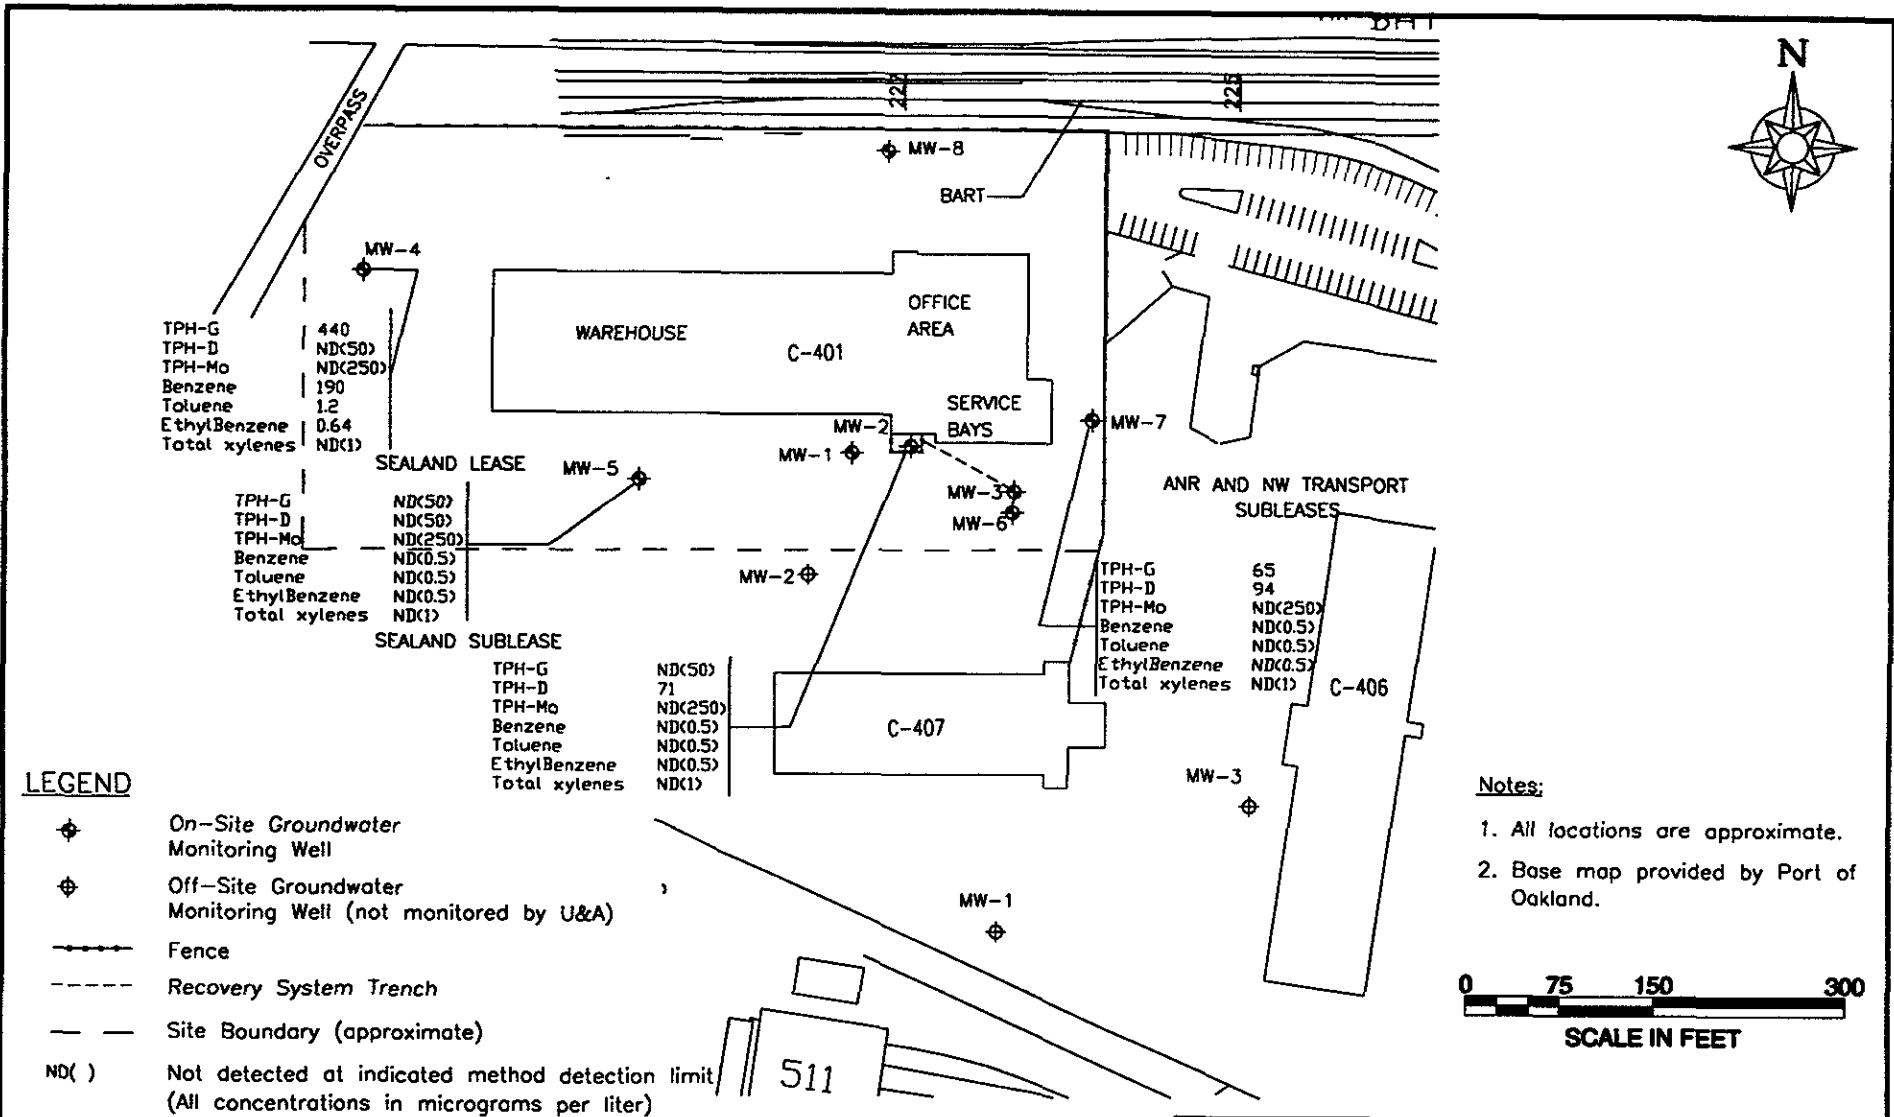 N
OVERPASS
227
225
MW-8
BART
MW-4
OFFICE
AREA
WAREHOUSE
C-401
TPH-G 440
TPH-D ND(50)
TPH-Mo ND(250)
Benzene 190
Toluene 1.2
EthylBenzene 0.64
Total xylenes ND(1)
SERVICE
BAYS
MW-2
MW-7
MW-1
SEALAND LEASE
MW-5
MW-3
MW-6
ANR AND NW TRANSPORT
SUBLEASES
TPH-G ND(50)
TPH-D ND(50)
TPH-Mo ND(250)
Benzene ND(0.5)
Toluene ND(0.5)
EthylBenzene ND(0.5)
Total xylenes ND(1)
MW-2
TPH-G 65
TPH-D 94
TPH-Mo ND(250)
Benzene ND(0.5)
Toluene ND(0.5)
EthylBenzene ND(0.5)
Total xylenes ND(1)
SEALAND SUBLEASE
TPH-G ND(50)
TPH-D 71
TPH-Mo ND(250)
Benzene ND(0.5)
Toluene ND(0.5)
EthylBenzene ND(0.5)
Total xylenes ND(1)
C-407
C-406
MW-3
MW-1
511
LEGEND
On-Site Groundwater
Monitoring Well
Off-Site Groundwater
Monitoring Well (not monitored by U&A)
Fence
Recovery System Trench
Site Boundary (approximate)
ND( ) Not detected at indicated method detection limit
(All concentrations in micrograms per liter)
Notes:
1. All locations are approximate.
2. Base map provided by Port of
Oakland.
0 75 150 300
SCALE IN FEET